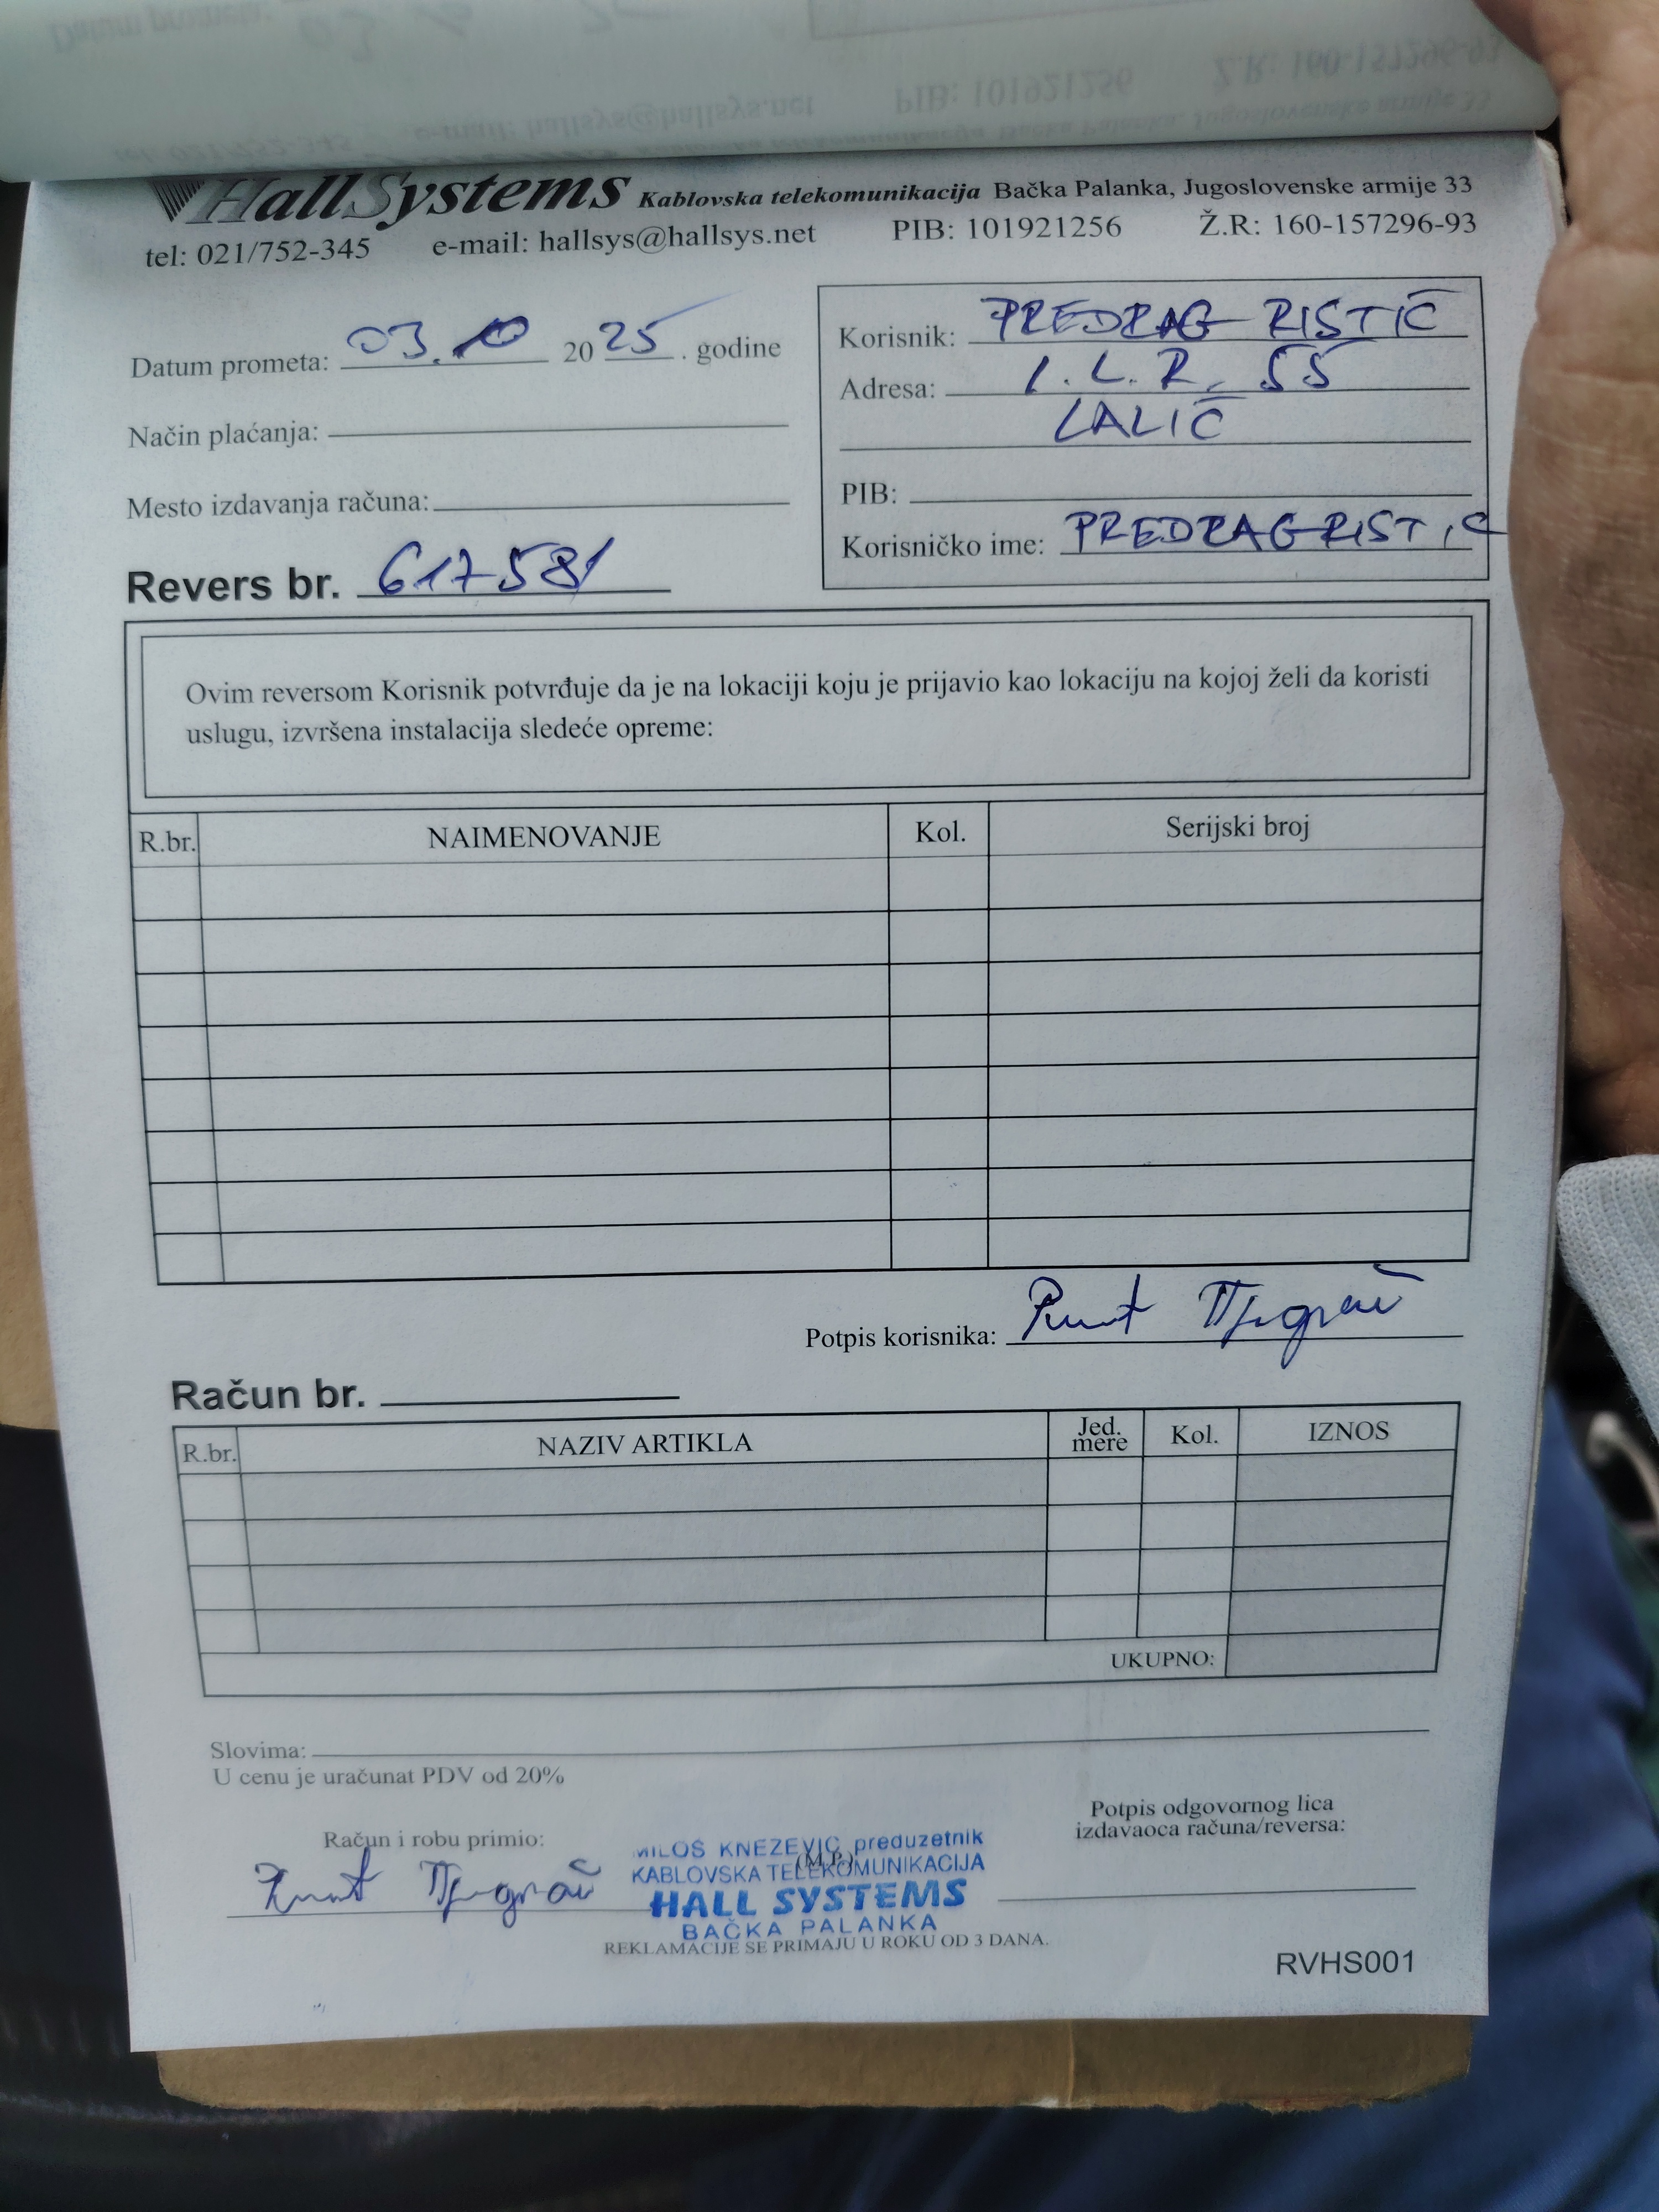 HallSystems Kablovska telekomunikacija Bačka Palanka, Jugoslovenske armije 33
tel: 021/752-345 e-mail: hallsys@hallsys.net PIB: 101921256 Ž.R: 160-157296-93
Datum prometa: 03.10 2025. godine
Način plaćanja:
Mesto izdavanja računa:
Revers br. 617581
Korisnik: PREDRAG RISTIĆ
Adresa: I.L.R. 55
LALIĆ
PIB:
Korisničko ime: PREDRAGRISTIC
Ovim reversom Korisnik potvrđuje da je na lokaciji koju je prijavio kao lokaciju na kojoj želi da koristi
uslugu, izvršena instalacija sledeće opreme:
R.br. NAIMENOVANJE Kol. Serijski broj
Potpis korisnika:
Račun br.
R.br. NAZIV ARTIKLA Jed. mere Kol. IZNOS
UKUPNO:
Slovima:
U cenu je uračunat PDV od 20%
Račun i robu primio:
MILOŠ KNEZEVIC preduzetnik
(M.P.)
KABLOVSKA TELEKOMUNIKACIJA
HALL SYSTEMS
BAČKA PALANKA
Potpis odgovornog lica
izdavaoca računa/reversa:
REKLAMACIJE SE PRIMAJU U ROKU OD 3 DANA.
RVHS001